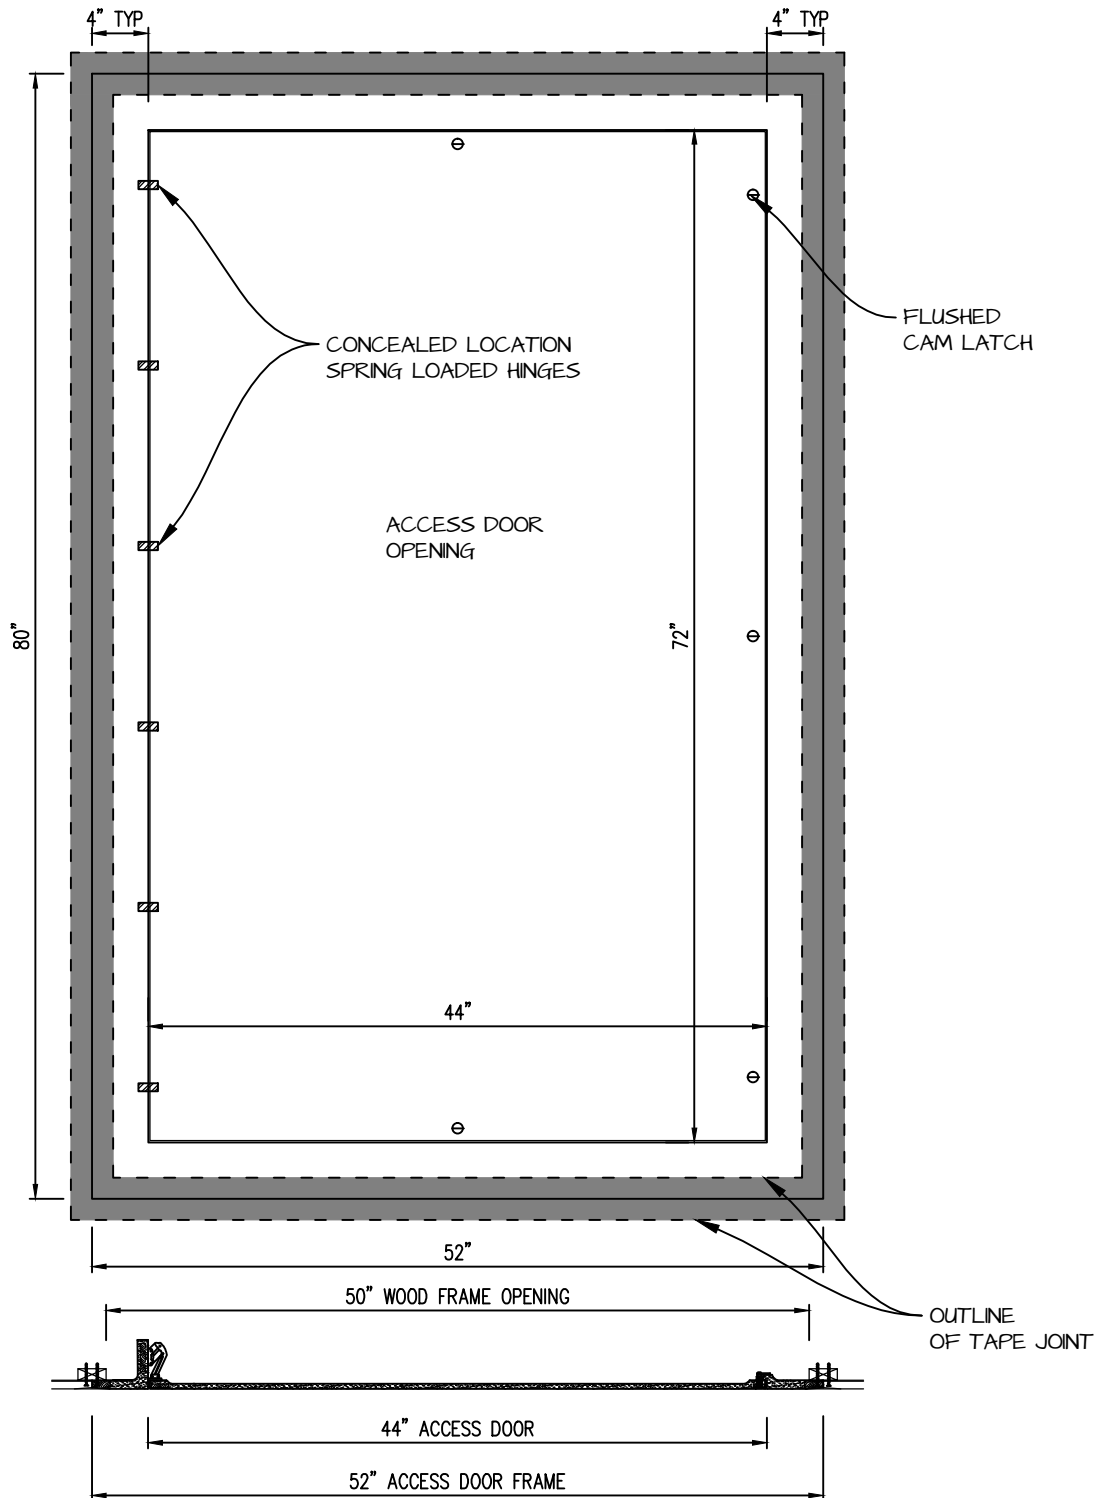 4" TYP
4" TYP
FLUSHED
CAM LATCH
CONCEALED LOCATION
SPRING LOADED HINGES
ACCESS DOOR
OPENING
80"
72"
44"
52"
50" WOOD FRAME OPENING
OUTLINE
OF TAPE JOINT
44" ACCESS DOOR
52" ACCESS DOOR FRAME